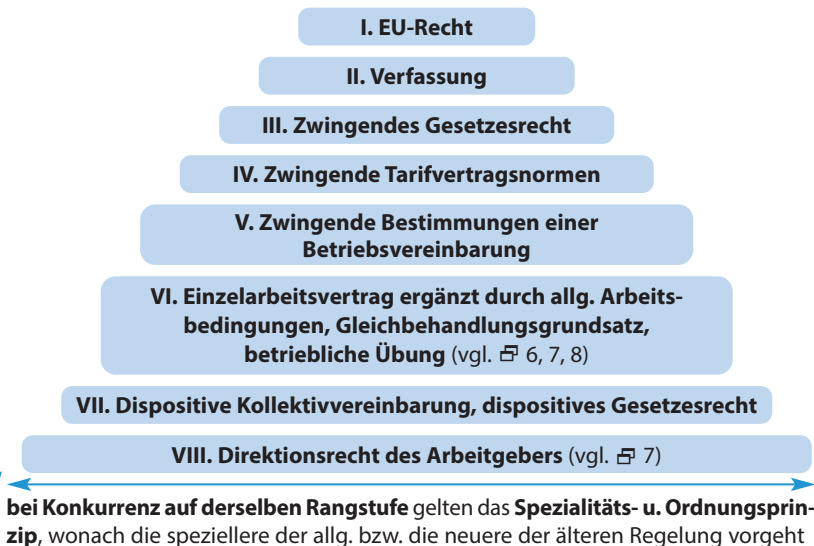 I. EU-Recht
II. Verfassung
III. Zwingendes Gesetzesrecht
IV. Zwingende Tarifvertragsnormen
V. Zwingende Bestimmungen einer
Betriebsvereinbarung
VI. Einzelarbeitsvertrag ergänzt durch allg. Arbeits-
bedingungen, Gleichbehandlungsgrundsatz,
betriebliche Übung (vgl. 🗗 6, 7, 8)
VII. Dispositive Kollektivvereinbarung, dispositives Gesetzesrecht
VIII. Direktionsrecht des Arbeitgebers (vgl. 🗗 7)
bei Konkurrenz auf derselben Rangstufe gelten das Spezialitäts- u. Ordnungsprin-
zip, wonach die speziellere der allg. bzw. die neuere der älteren Regelung vorgeht